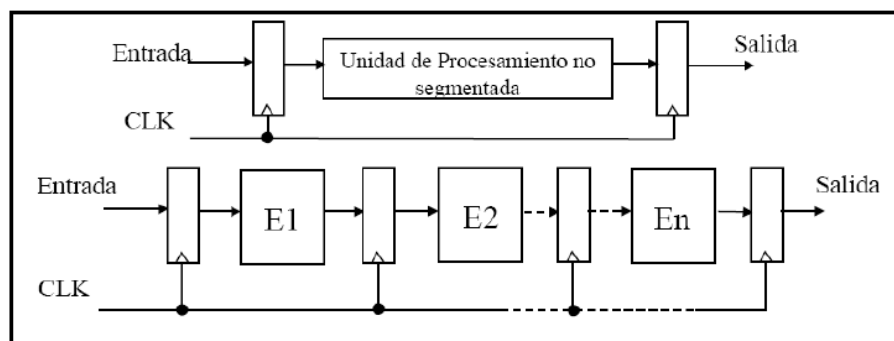 Entrada
Unidad de Procesamiento no
segmentada
Salida
CLK
Entrada
E1
E2
En
Salida
CLK